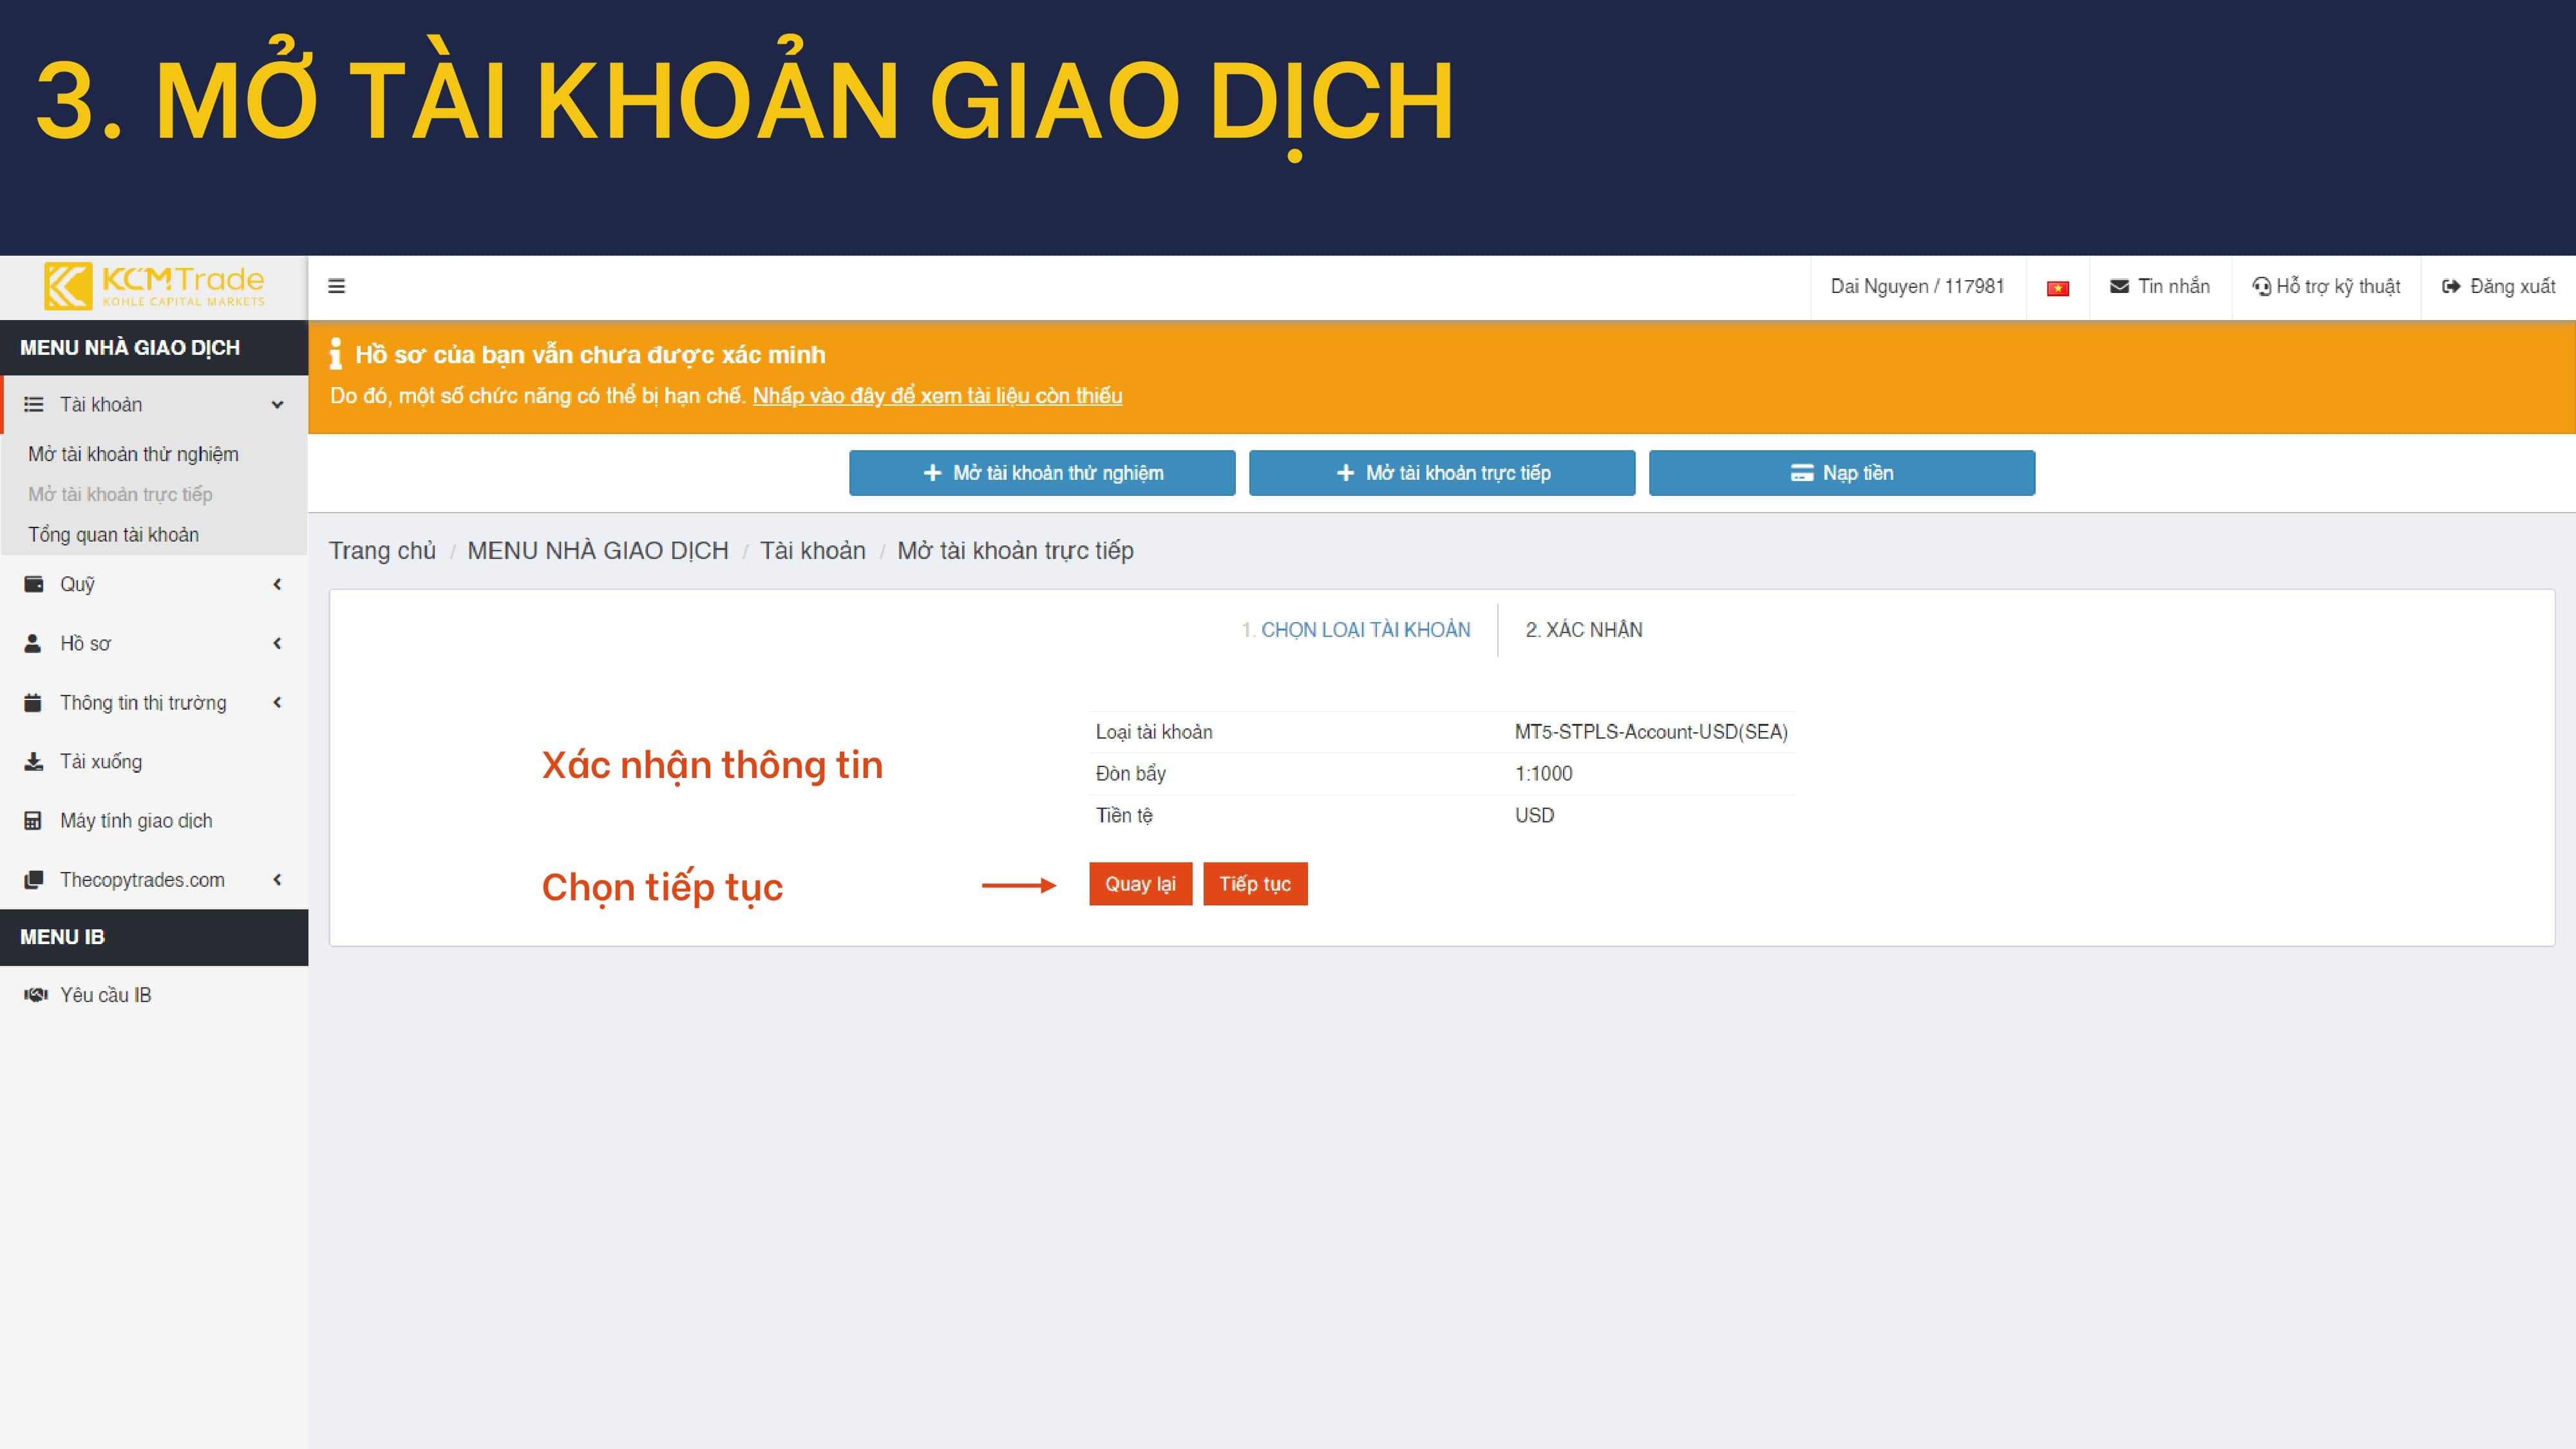 3. MỞ TÀI KHOẢN GIAO DỊCH
KCMTrade
KOHLE CAPITAL MARKETS
Dai Nguyen / 117981
Tin nhắn
Hỗ trợ kỹ thuật
Đăng xuất
MENU NHÀ GIAO DỊCH
Tài khoản
Mở tài khoản thử nghiệm
Mở tài khoản trực tiếp
Tổng quan tài khoản
Quỹ
Hồ sơ
Thông tin thị trường
Tải xuống
Máy tính giao dịch
Thecopytrades.com
MENU IB
Yêu cầu IB
Hồ sơ của bạn vẫn chưa được xác minh
Do đó, một số chức năng có thể bị hạn chế. Nhấp vào đây để xem tài liệu còn thiếu
Mở tài khoản thử nghiệm
Mở tài khoản trực tiếp
Nạp tiền
Trang chủ / MENU NHÀ GIAO DỊCH / Tài khoản / Mở tài khoản trực tiếp
1. CHỌN LOẠI TÀI KHOẢN
2. XÁC NHẬN
Loại tài khoản MT5-STPLS-Account-USD(SEA)
Xác nhận thông tin
Đòn bẩy 1:1000
Tiền tệ USD
Chọn tiếp tục
Quay lại
Tiếp tục